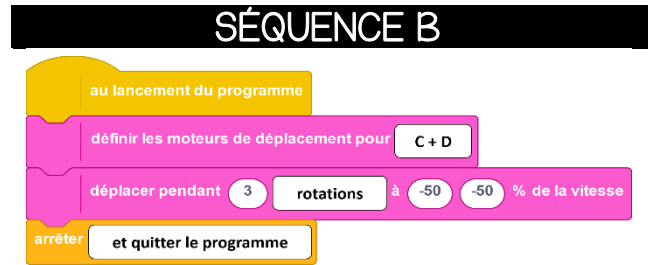 SÉQUENCE B
au lancement du programme
définir les moteurs de déplacement pour C + D
déplacer pendant 3 rotations à -50 -50 % de la vitesse
arrêter et quitter le programme